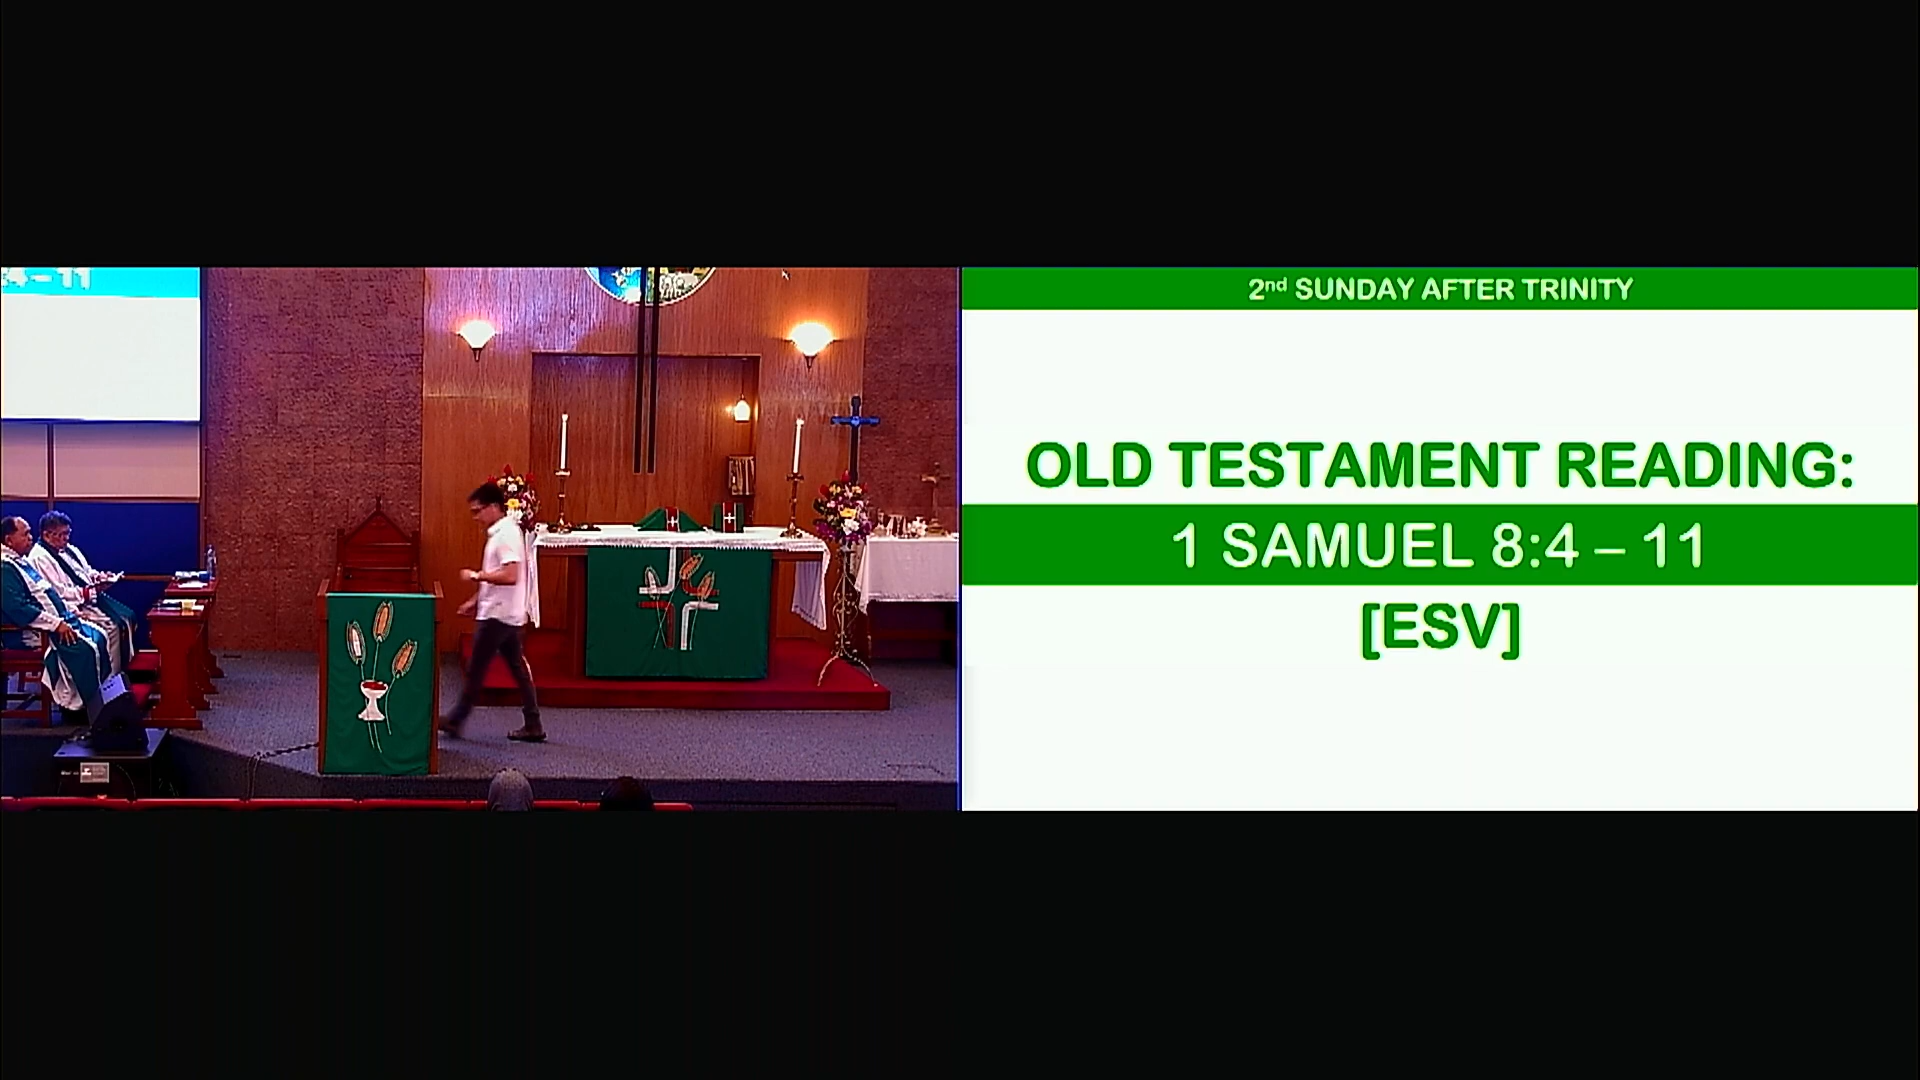 2nd SUNDAY AFTER TRINITY
OLD TESTAMENT READING:
1 SAMUEL 8:4 – 11
[ESV]